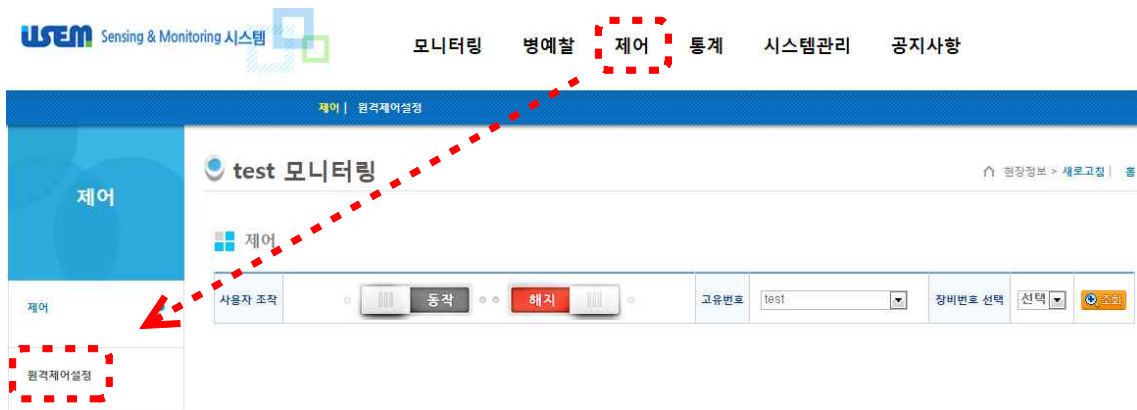 USEM Sensing & Monitoring 시스템
모니터링 병예찰 제어 통계 시스템관리 공지사항
제어 | 원격제어설정
제어
test 모니터링
현장정보 > 새로고침 | 홈
제어
사용자 조작 동작 해지 고유번호 test 장비번호 선택 선택 조회
제어
원격제어설정